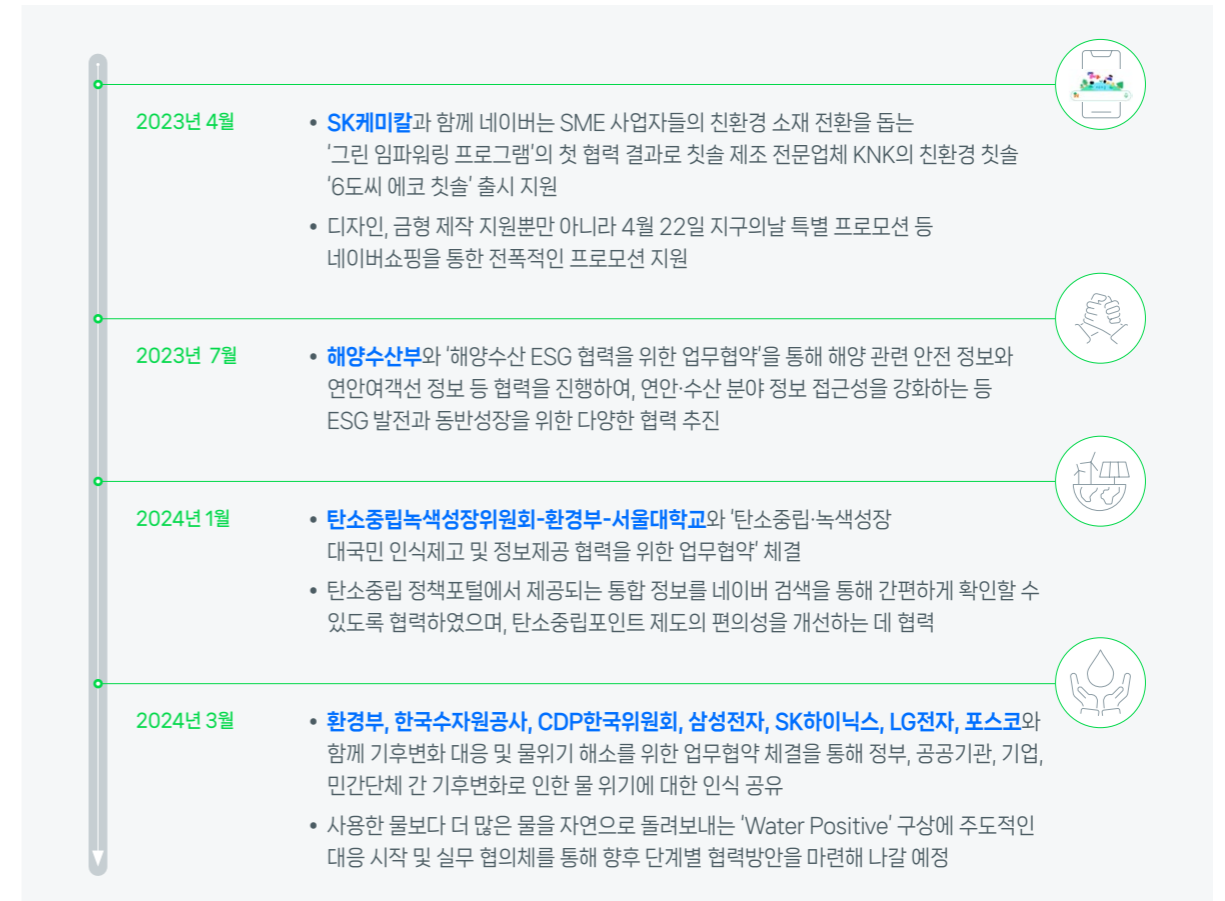 2023년 4월
• SK케미칼과 함께 네이버는 SME 사업자들의 친환경 소재 전환을 돕는
'그린 임파워링 프로그램'의 첫 협력 결과로 칫솔 제조 전문업체 KNK의 친환경 칫솔
'6도씨 에코 칫솔' 출시 지원
• 디자인, 금형 제작 지원뿐만 아니라 4월 22일 지구의날 특별 프로모션 등
네이버쇼핑을 통한 전폭적인 프로모션 지원
2023년 7월
• 해양수산부와 '해양수산 ESG 협력을 위한 업무협약'을 통해 해양 관련 안전 정보와
연안여객선 정보 등 협력을 진행하여, 연안·수산 분야 정보 접근성을 강화하는 등
ESG 발전과 동반성장을 위한 다양한 협력 추진
2024년 1월
• 탄소중립녹색성장위원회-환경부-서울대학교와 '탄소중립·녹색성장
대국민 인식제고 및 정보제공 협력을 위한 업무협약' 체결
• 탄소중립 정책포털에서 제공되는 통합 정보를 네이버 검색을 통해 간편하게 확인할 수
있도록 협력하였으며, 탄소중립포인트 제도의 편의성을 개선하는 데 협력
2024년 3월
• 환경부, 한국수자원공사, CDP한국위원회, 삼성전자, SK하이닉스, LG전자, 포스코와
함께 기후변화 대응 및 물위기 해소를 위한 업무협약 체결을 통해 정부, 공공기관, 기업,
민간단체 간 기후변화로 인한 물 위기에 대한 인식 공유
• 사용한 물보다 더 많은 물을 자연으로 돌려보내는 'Water Positive' 구상에 주도적인
대응 시작 및 실무 협의체를 통해 향후 단계별 협력방안을 마련해 나갈 예정